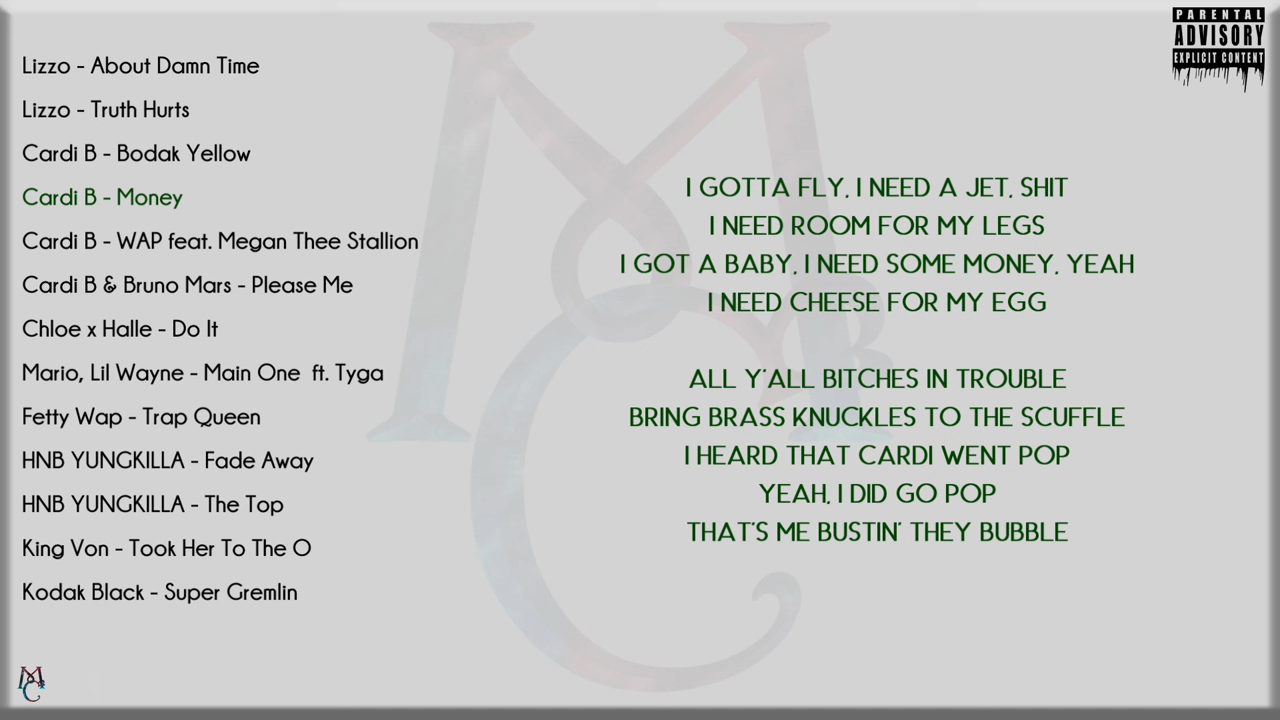 PARENTAL
ADVISORY
EXPLICIT CONTENT
Lizzo - About Damn Time
Lizzo - Truth Hurts
Cardi B - Bodak Yellow
Cardi B - Money
Cardi B - WAP feat. Megan Thee Stallion
Cardi B & Bruno Mars - Please Me
Chloe x Halle - Do It
Mario, Lil Wayne - Main One ft. Tyga
Fetty Wap - Trap Queen
HNB YUNGKILLA - Fade Away
HNB YUNGKILLA - The Top
King Von - Took Her To The O
Kodak Black - Super Gremlin
I GOTTA FLY, I NEED A JET, SHIT
I NEED ROOM FOR MY LEGS
I GOT A BABY, I NEED SOME MONEY, YEAH
I NEED CHEESE FOR MY EGG
ALL Y'ALL BITCHES IN TROUBLE
BRING BRASS KNUCKLES TO THE SCUFFLE
I HEARD THAT CARDI WENT POP
YEAH, I DID GO POP
THAT'S ME BUSTIN' THEY BUBBLE